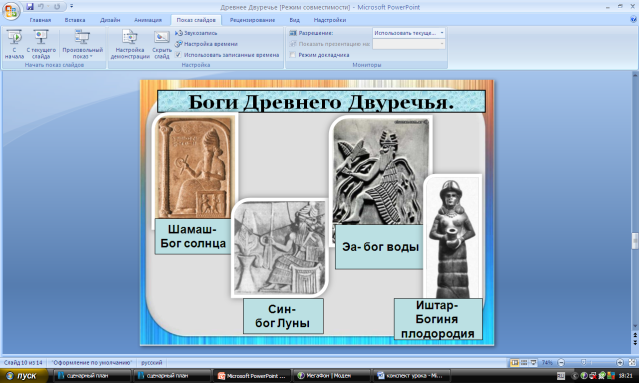 Древнее Двуречье [Режим совместимости] - Microsoft PowerPoint
Главная Вставка Дизайн Анимация Показ слайдов Рецензирование Вид Надстройки
С начала
С текущего слайда
Произвольный показ
Начать показ слайдов
Настройка демонстрации
Скрыть слайд
Звукозапись
Настройка времени
Использовать записанные времена
Настройка
Разрешение:
Использовать текуще...
Показать презентацию на:
Режим докладчика
Мониторы
Боги Древнего Двуречья.
Шамаш-
Бог солнца
Син-
бог Луны
Эа- бог воды
Иштар-
Богиня
плодородия
Слайд 10 из 14 "Оформление по умолчанию" русский 74%
пуск сценарный план сценарный план Microsoft PowerPoint ... МегаФон | Модем конспект урока - Mi... 18:21